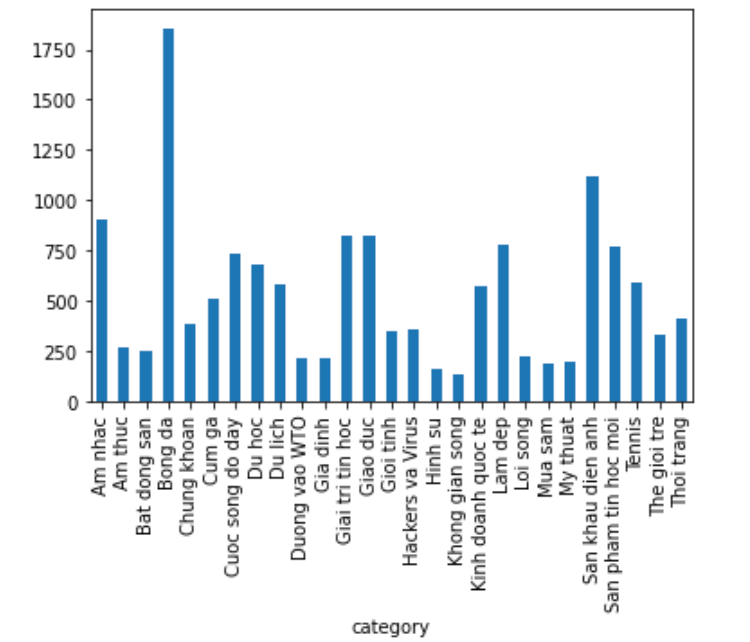 1750
1500
1250
1000
750
500
250
0
Am nhac
Am thuc
Bat dong san
Bong da
Chung khoan
Cum ga
Cuoc song do day
Du hoc
Du lich
Duong vao WTO
Gia dinh
Giai tri tin hoc
Giao duc
Gioi tinh
Hackers va Virus
Hinh su
Khong gian song
Kinh doanh quoc te
Lam dep
Loi song
Mua sam
My thuat
San khau dien anh
San pham tin hoc moi
Tennis
The gioi tre
Thoi trang
category